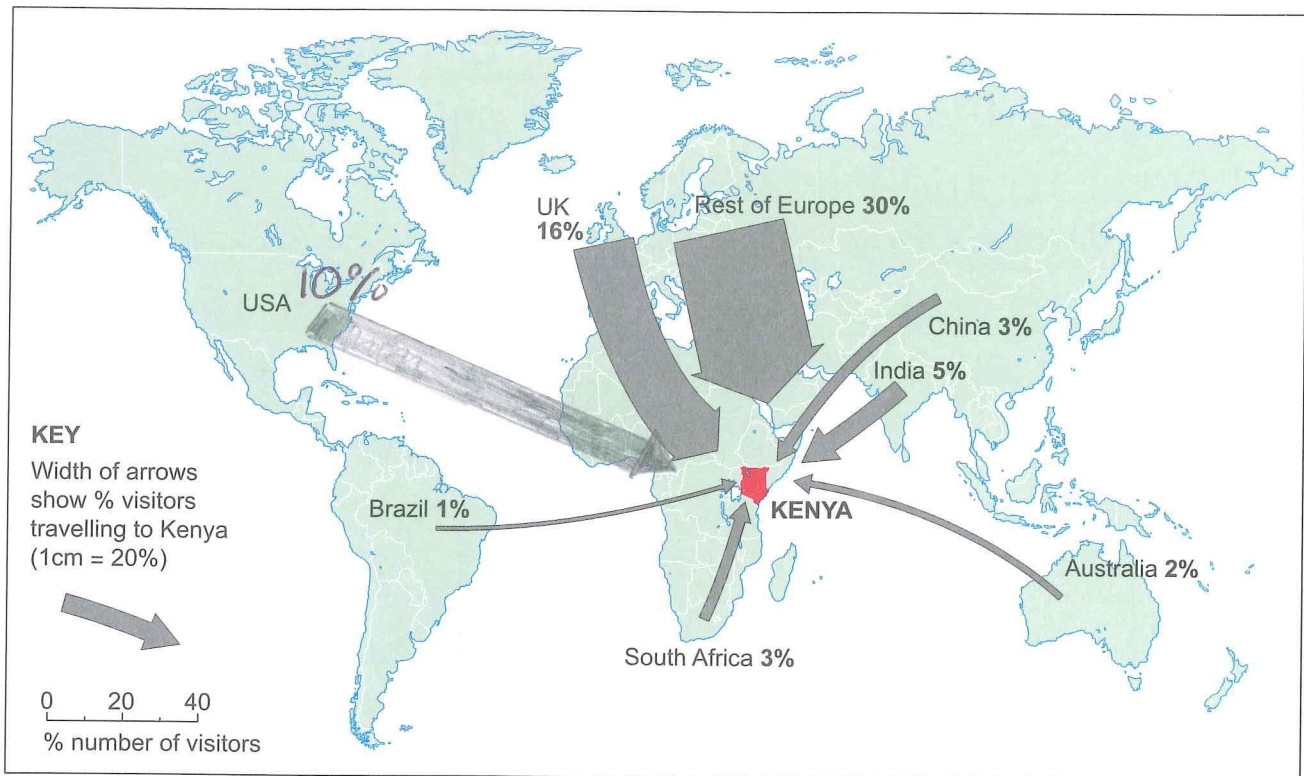 UK
16%
Rest of Europe 30%
10%
USA
China 3%
India 5%
KEY
Width of arrows
show % visitors
travelling to Kenya
(1cm = 20%)
Brazil 1%
KENYA
Australia 2%
South Africa 3%
0 20 40
% number of visitors